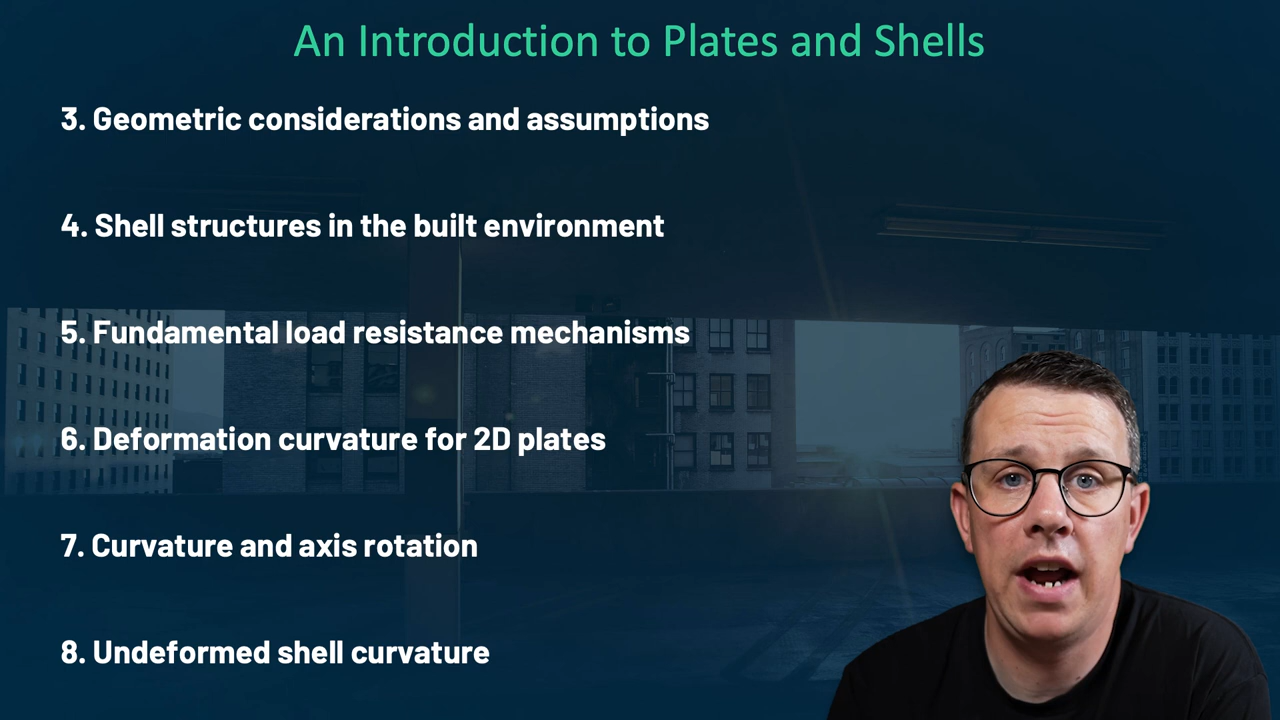 An Introduction to Plates and Shells
3. Geometric considerations and assumptions
4. Shell structures in the built environment
5. Fundamental load resistance mechanisms
6. Deformation curvature for 2D plates
7. Curvature and axis rotation
8. Undeformed shell curvature